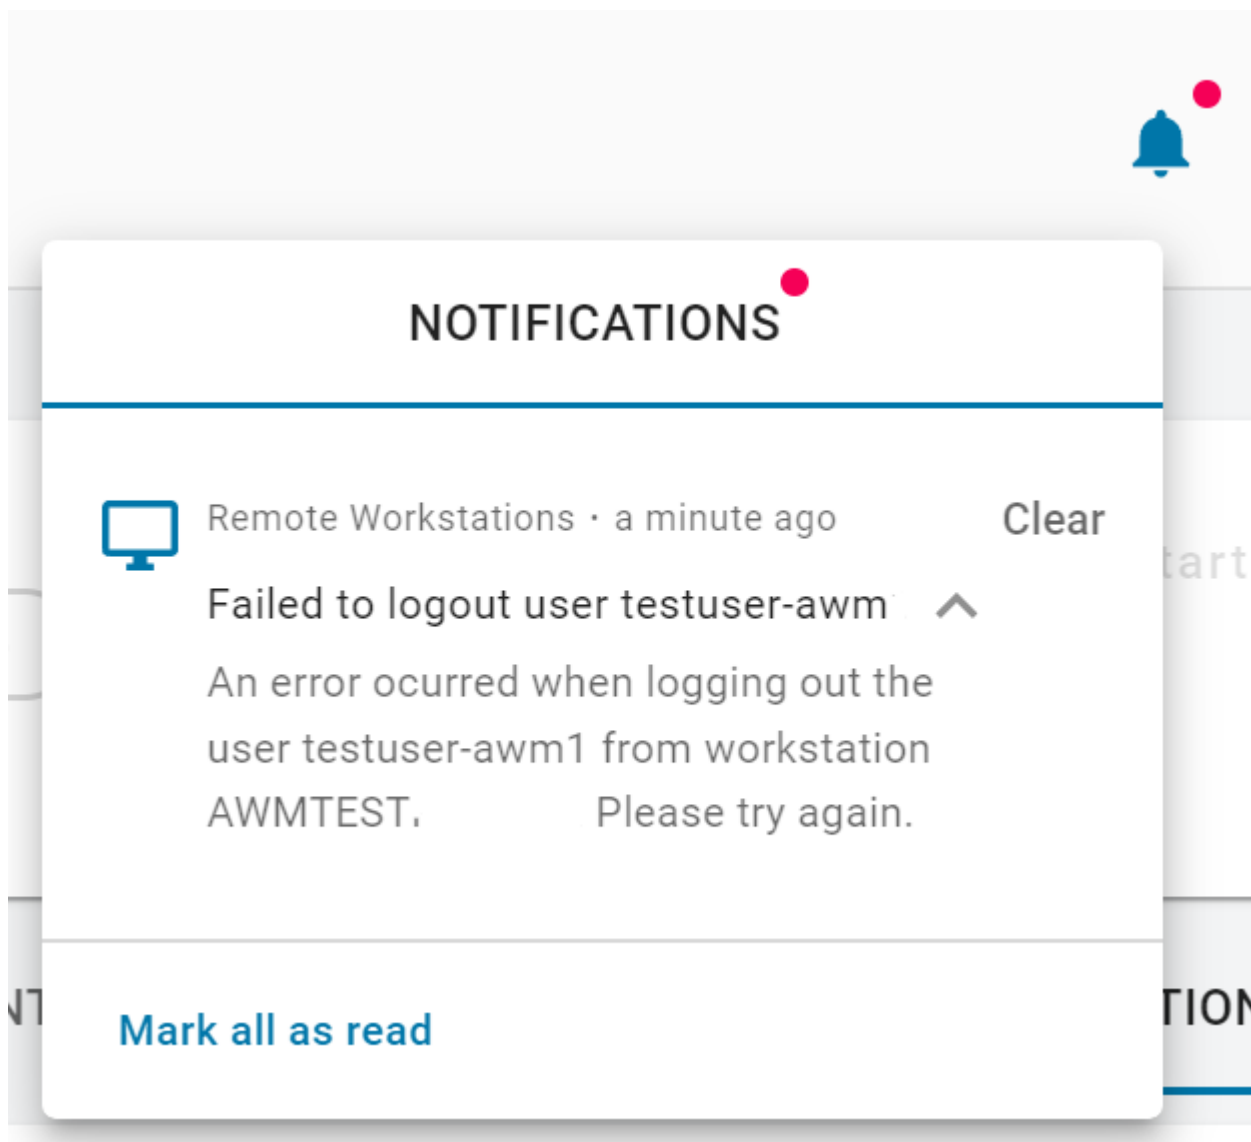 NOTIFICATIONS
Remote Workstations · a minute ago
Clear
Failed to logout user testuser-awm
An error ocurred when logging out the
user testuser-awm1 from workstation
AWMTEST. Please try again.
Mark all as read